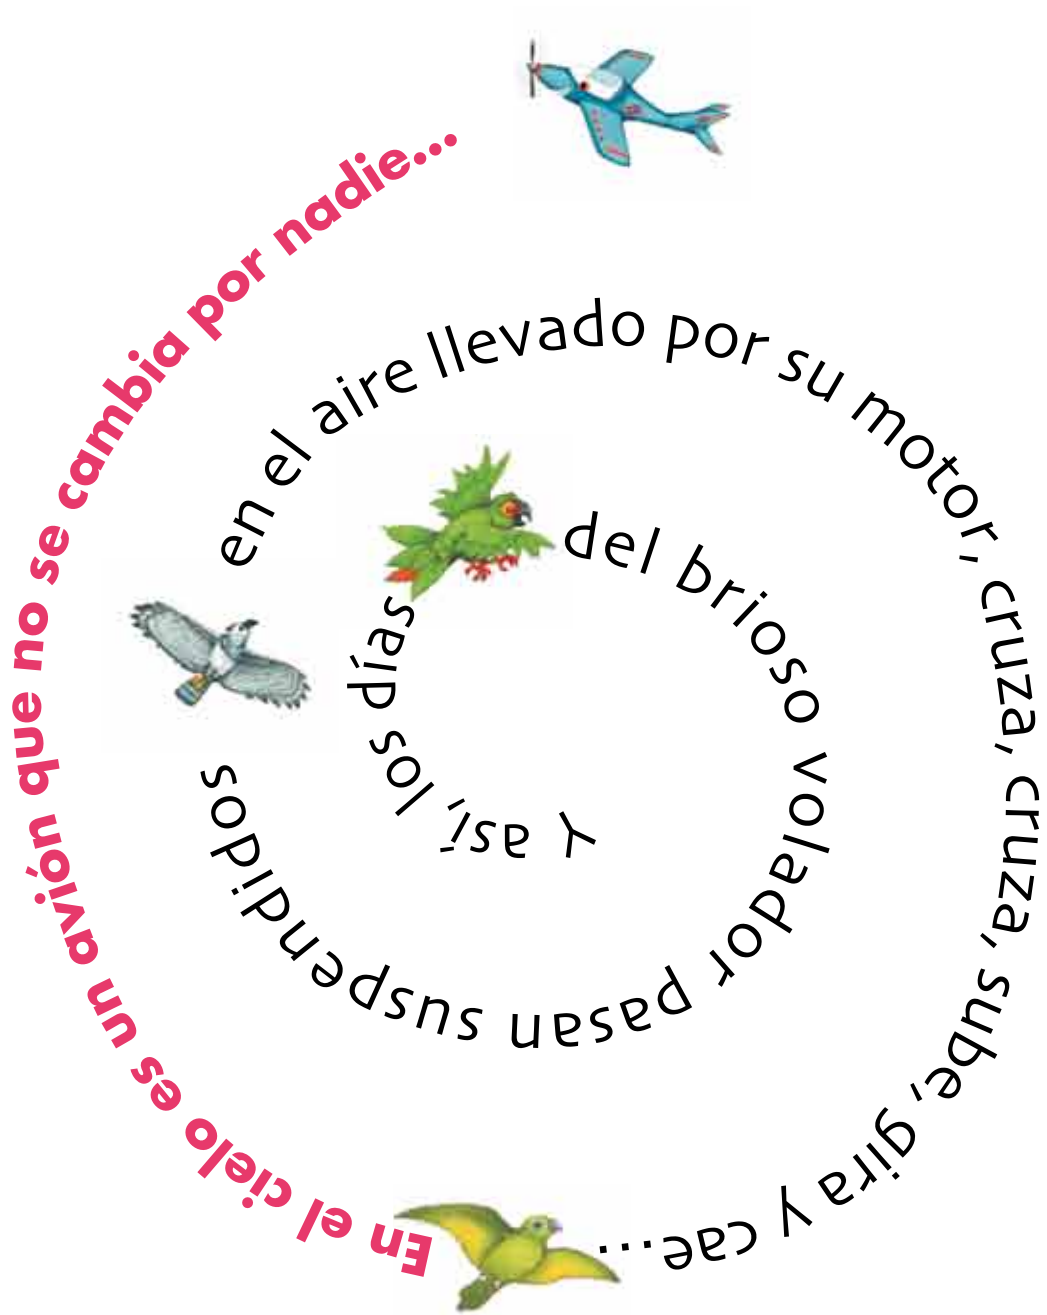 Y así, los días
del brioso volador pasan suspendidos
en el aire llevado por su motor, cruza, cruza, sube, gira y cae...
En el cielo es un avión que no se cambia por nadie...